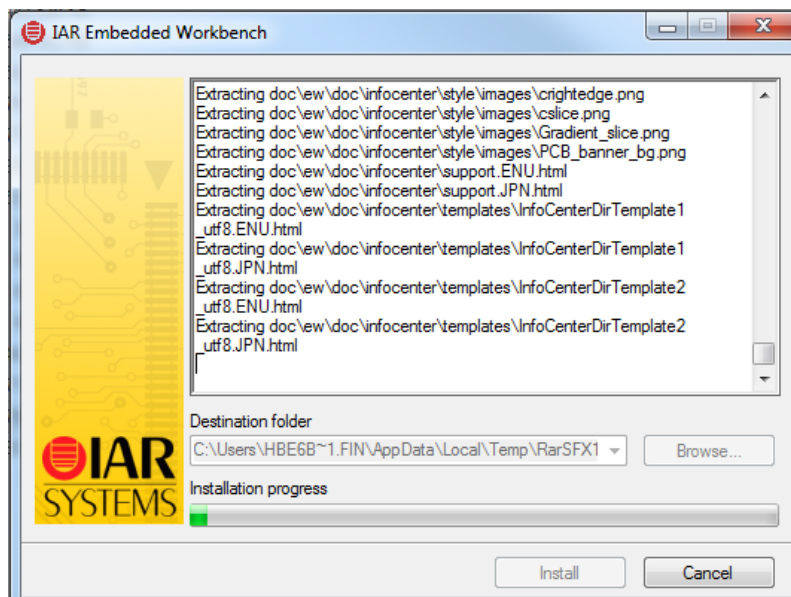 IAR Embedded Workbench
Extracting doc\ew\doc\infocenter\style\images\crightedge.png
Extracting doc\ew\doc\infocenter\style\images\cslice.png
Extracting doc\ew\doc\infocenter\style\images\Gradient_slice.png
Extracting doc\ew\doc\infocenter\style\images\PCB_banner_bg.png
Extracting doc\ew\doc\infocenter\support.ENU.html
Extracting doc\ew\doc\infocenter\support.JPN.html
Extracting doc\ew\doc\infocenter\templates\InfoCenterDirTemplate1
_utf8.ENU.html
Extracting doc\ew\doc\infocenter\templates\InfoCenterDirTemplate1
_utf8.JPN.html
Extracting doc\ew\doc\infocenter\templates\InfoCenterDirTemplate2
_utf8.ENU.html
Extracting doc\ew\doc\infocenter\templates\InfoCenterDirTemplate2
_utf8.JPN.html
Destination folder
C:\Users\HBE6B~1.FIN\AppData\Local\Temp\RarSFX1
Browse...
IAR
SYSTEMS
Installation progress
Install
Cancel